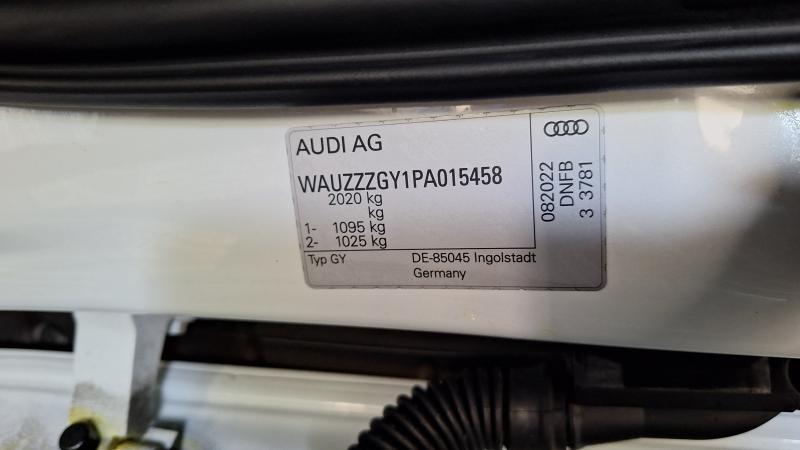 AUDI AG
WAUZZZGY1PA015458
2020 kg
kg
1- 1095 kg
2- 1025 kg
Typ GY
DE-85045 Ingolstadt
Germany
082022
DNFB
3 3781